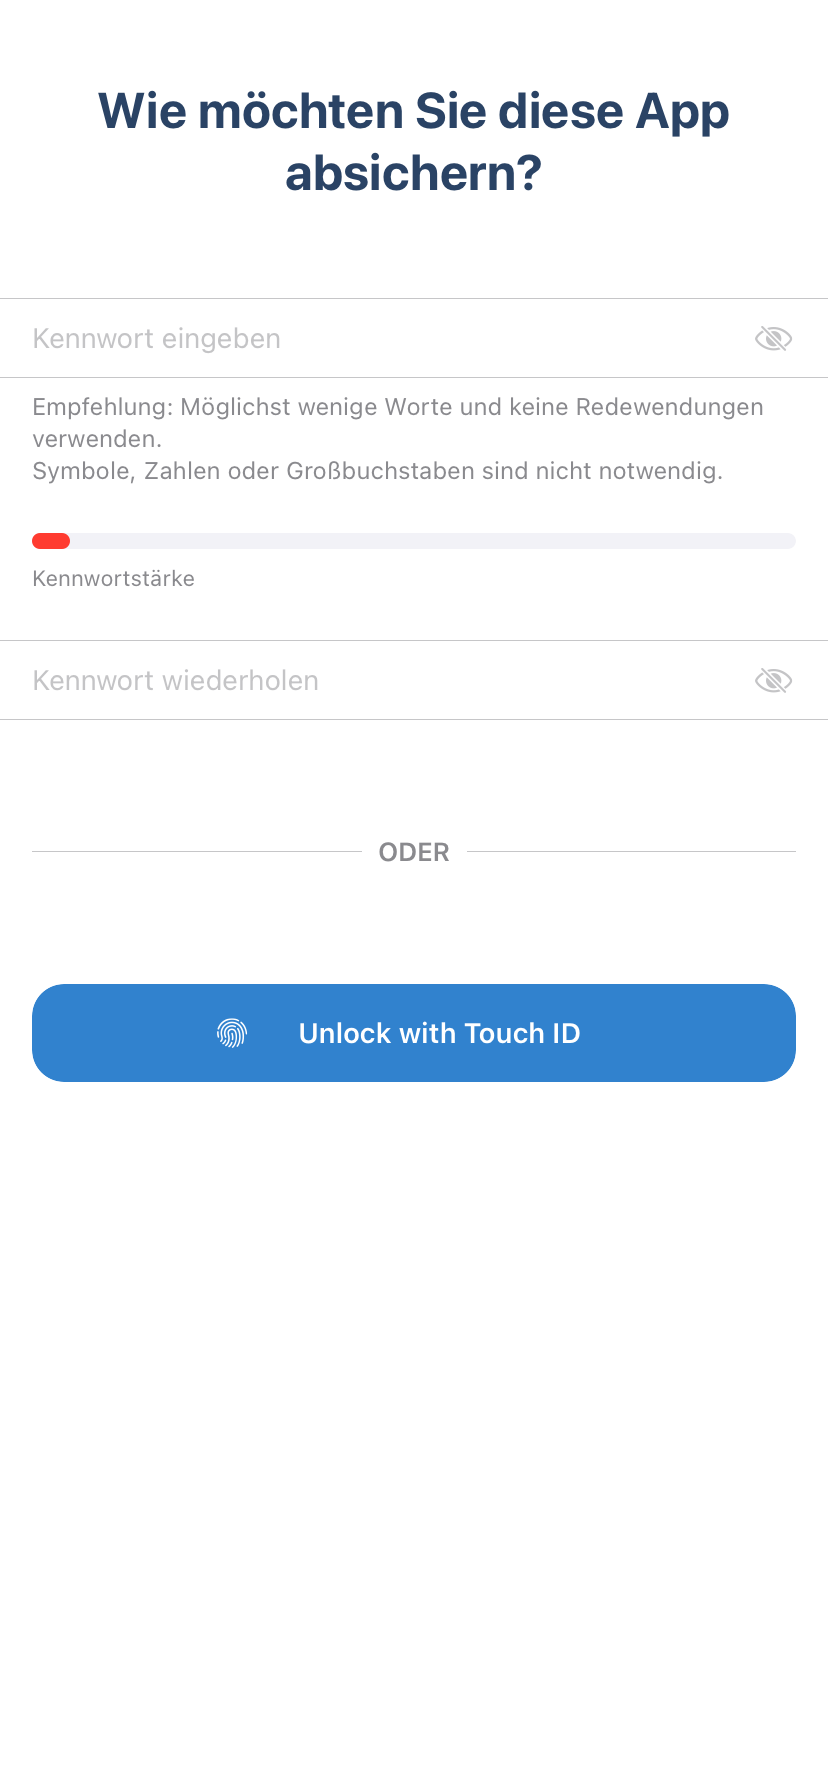 Wie möchten Sie diese App
absichern?
Kennwort eingeben
Empfehlung: Möglichst wenige Worte und keine Redewendungen
verwenden.
Symbole, Zahlen oder Großbuchstaben sind nicht notwendig.
Kennwortstärke
Kennwort wiederholen
ODER
Unlock with Touch ID